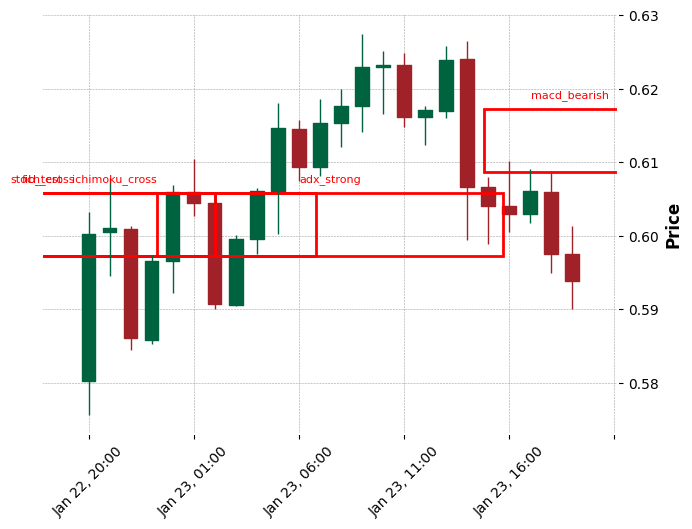 0.63
0.62
macd_bearish
0.61
ichimoku_cross
adx_strong
0.60
Price
0.59
0.58
Jan 22, 20:00
Jan 23, 01:00
Jan 23, 06:00
Jan 23, 11:00
Jan 23, 16:00